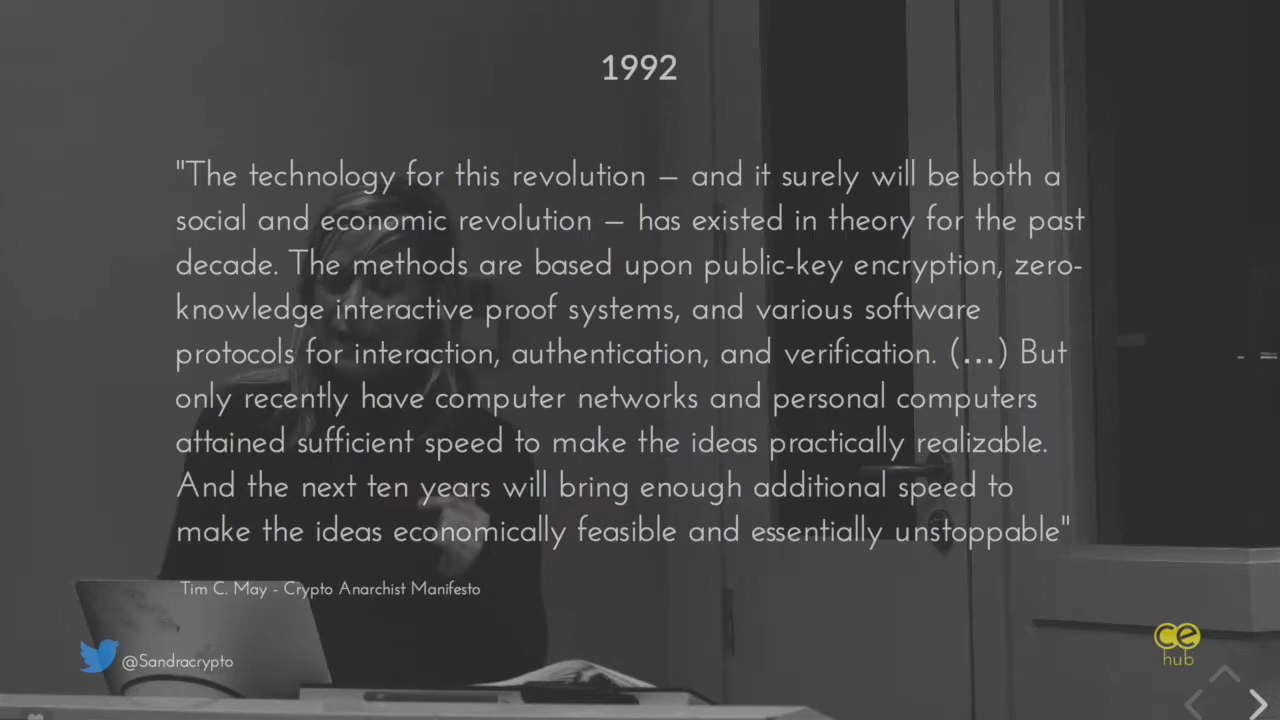 1992
"The technology for this revolution – and it surely will be both a
social and economic revolution – has existed in theory for the past
decade. The methods are based upon public-key encryption, zero-
knowledge interactive proof systems, and various software
protocols for interaction, authentication, and verification. (...) But
only recently have computer networks and personal computers
attained sufficient speed to make the ideas practically realizable.
And the next ten years will bring enough additional speed to
make the ideas economically feasible and essentially unstoppable"
Tim C. May - Crypto Anarchist Manifesto
@Sandracrypto
ce
hub